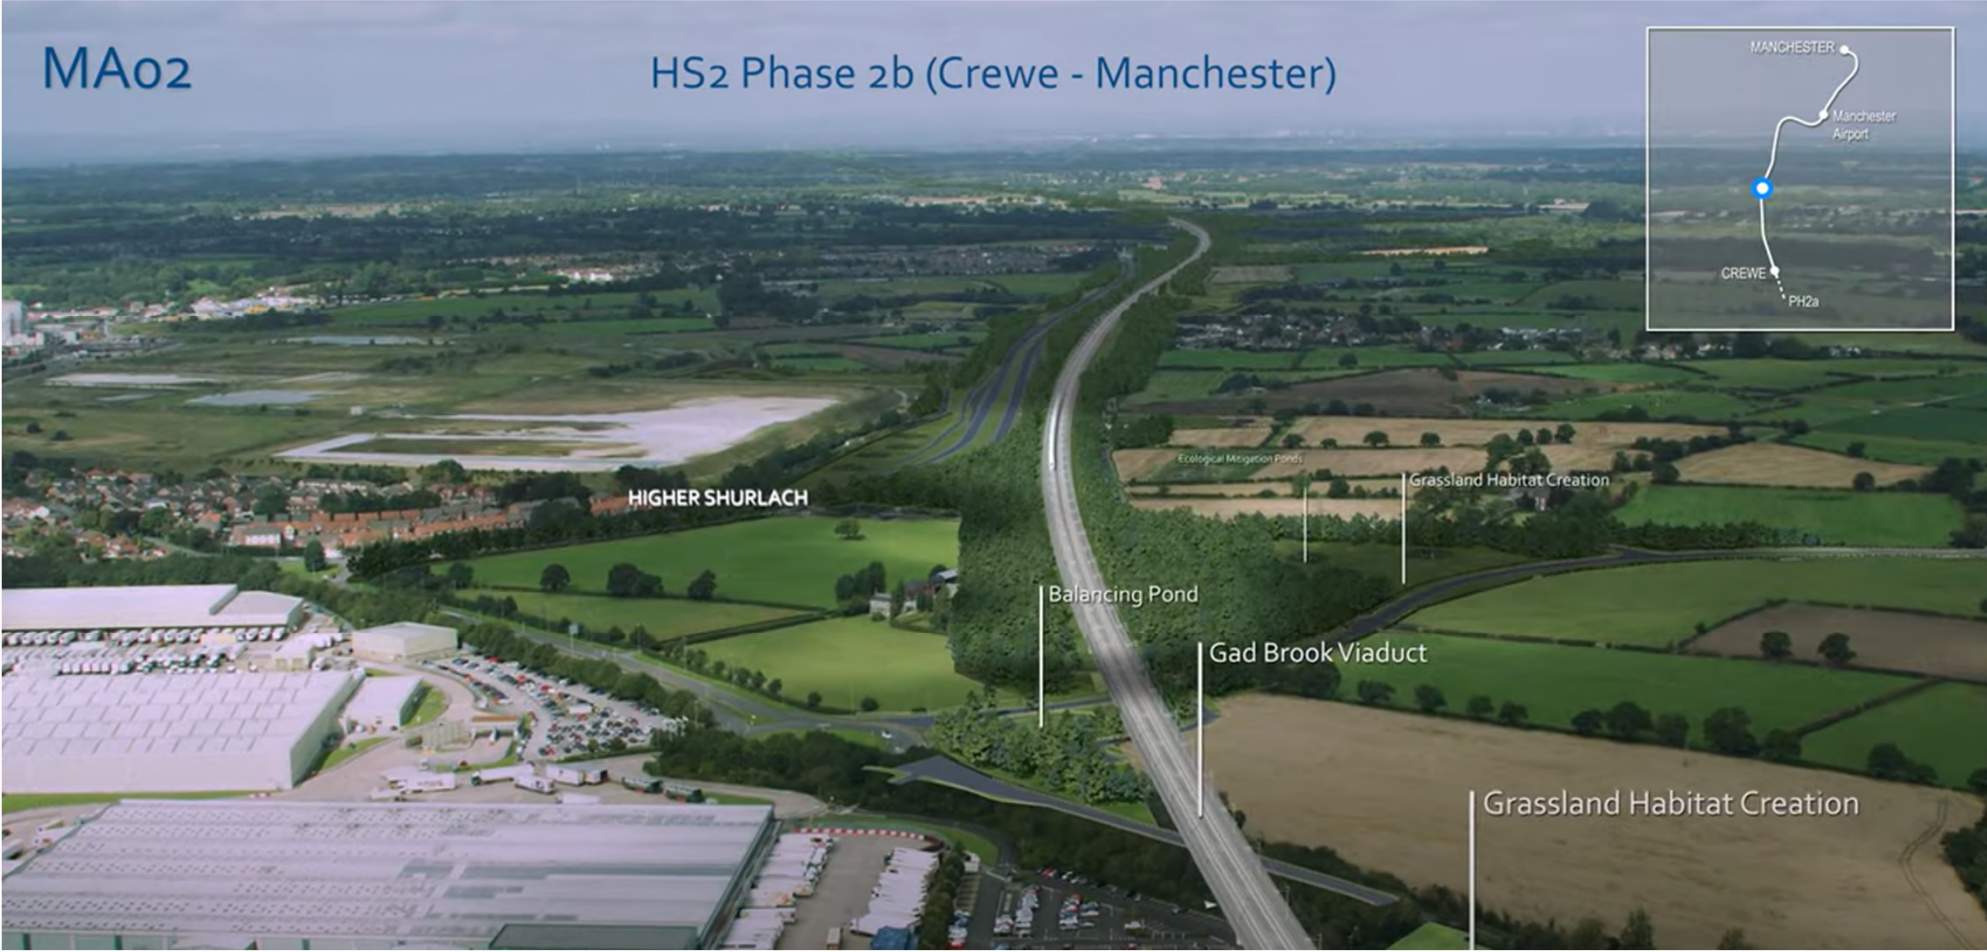 MA02
HS2 Phase 2b (Crewe - Manchester)
MANCHESTER
Manchester
Airport
CREWE
PH2a
Ecological Mitigation Ponds
Grassland Habitat Creation
HIGHER SHURLACH
Balancing Pond
Gad Brook Viaduct
Grassland Habitat Creation